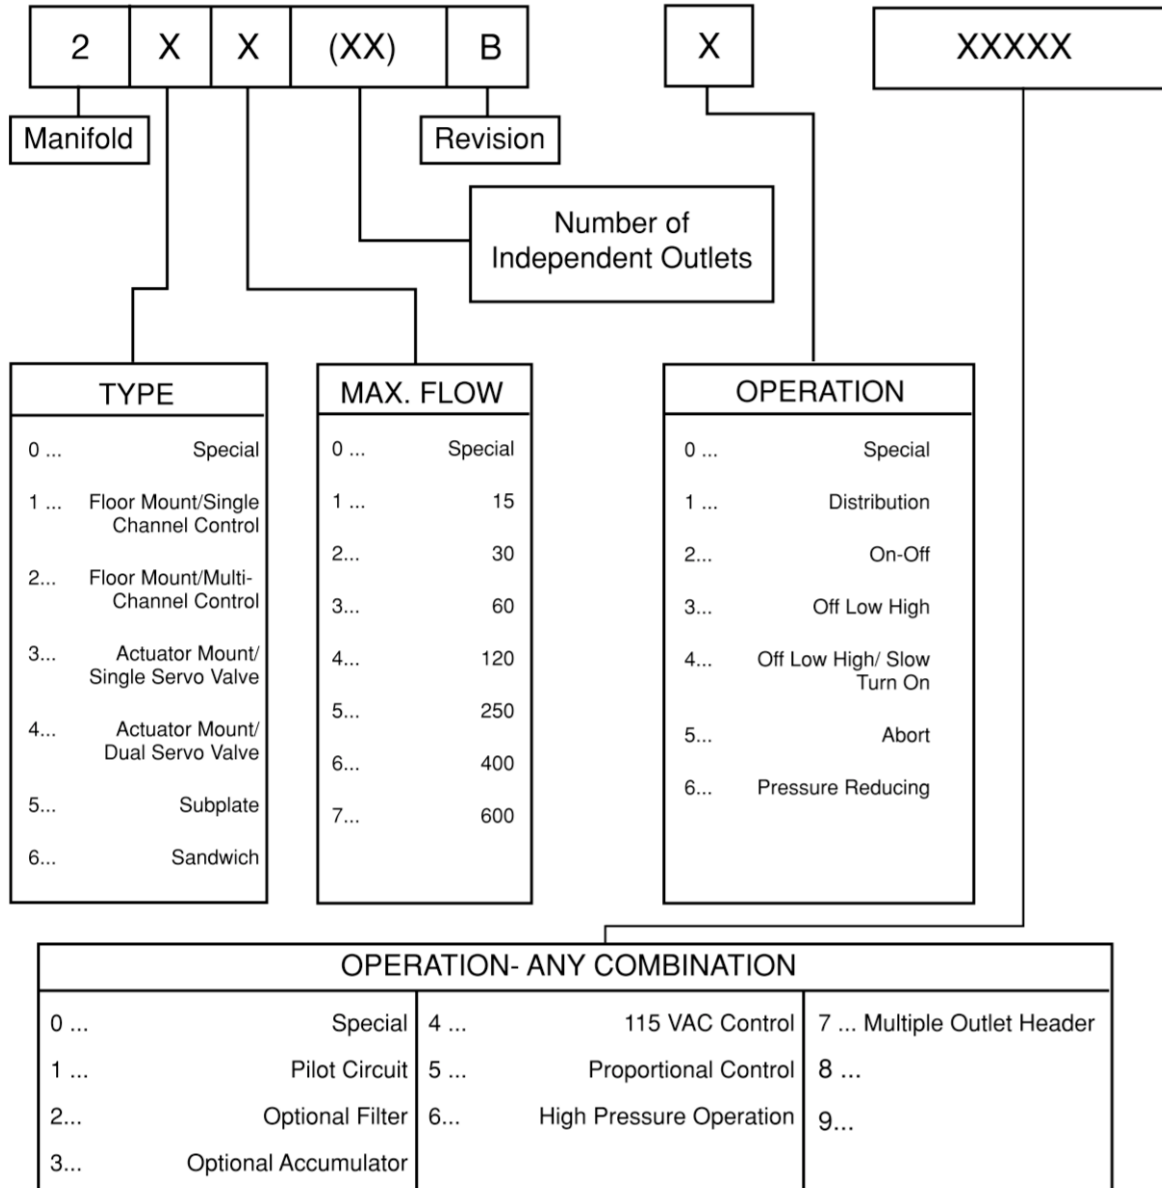 2 X X (XX) B X XXXXX
Manifold
Revision
Number of
Independent Outlets
TYPE
0 ... Special
1 ... Floor Mount/Single
Channel Control
2... Floor Mount/Multi-
Channel Control
3... Actuator Mount/
Single Servo Valve
4... Actuator Mount/
Dual Servo Valve
5... Subplate
6... Sandwich
MAX. FLOW
0 ... Special
1 ... 15
2... 30
3... 60
4... 120
5... 250
6... 400
7... 600
OPERATION
0 ... Special
1 ... Distribution
2... On-Off
3... Off Low High
4... Off Low High/ Slow
Turn On
5... Abort
6... Pressure Reducing
OPERATION- ANY COMBINATION
0 ... Special
1 ... Pilot Circuit
2... Optional Filter
3... Optional Accumulator
4 ... 115 VAC Control
5 ... Proportional Control
6... High Pressure Operation
7 ... Multiple Outlet Header
8 ...
9...